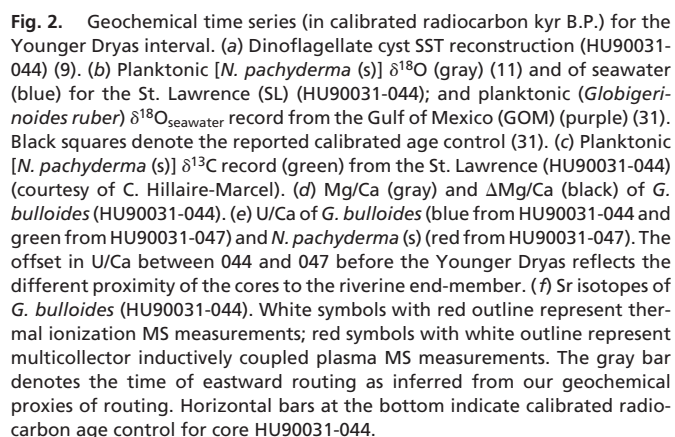 Fig. 2. Geochemical time series (in calibrated radiocarbon kyr B.P.) for the
Younger Dryas interval. (a) Dinoflagellate cyst SST reconstruction (HU90031-
044) (9). (b) Planktonic [N. pachyderma (s)] δ18O (gray) (11) and of seawater
(blue) for the St. Lawrence (SL) (HU90031-044); and planktonic (Globigeri-
noides ruber) δ18Oseawater record from the Gulf of Mexico (GOM) (purple) (31).
Black squares denote the reported calibrated age control (31). (c) Planktonic
[N. pachyderma (s)] δ13C record (green) from the St. Lawrence (HU90031-044)
(courtesy of C. Hillaire-Marcel). (d) Mg/Ca (gray) and ΔMg/Ca (black) of G.
bulloides (HU90031-044). (e) U/Ca of G. bulloides (blue from HU90031-044 and
green from HU90031-047) and N. pachyderma (s) (red from HU90031-047). The
offset in U/Ca between 044 and 047 before the Younger Dryas reflects the
different proximity of the cores to the riverine end-member. (f) Sr isotopes of
G. bulloides (HU90031-044). White symbols with red outline represent ther-
mal ionization MS measurements; red symbols with white outline represent
multicollector inductively coupled plasma MS measurements. The gray bar
denotes the time of eastward routing as inferred from our geochemical
proxies of routing. Horizontal bars at the bottom indicate calibrated radio-
carbon age control for core HU90031-044.